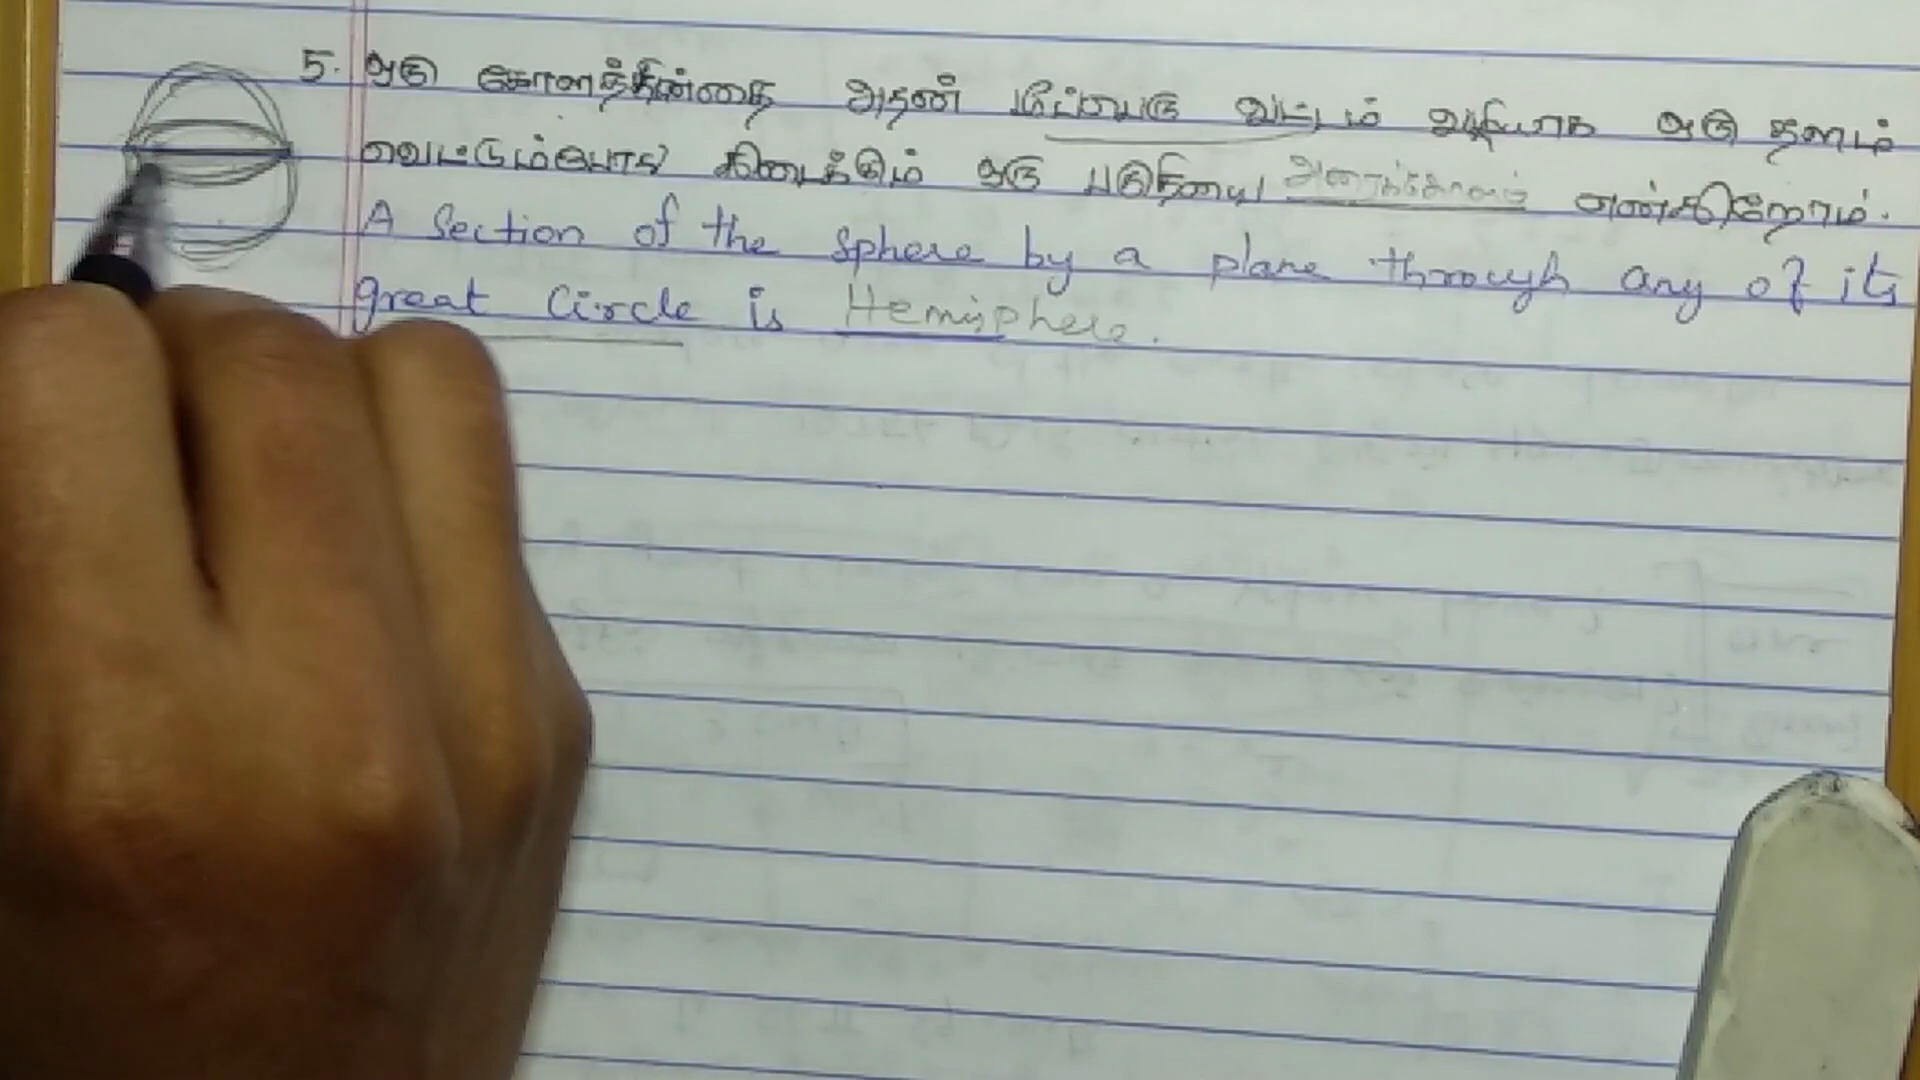 5. ஒரு கோளத்தின்தை அதன் மீப்பெரு வட்டம் வழியாக ஒரு தளம்
வெட்டும்போது கிடைக்கும் ஒரு பகுதியை அரைக்கோளம் என்கிறோம்.
A Section of the sphere by a plane through any of its
great Circle is Hemisphere.